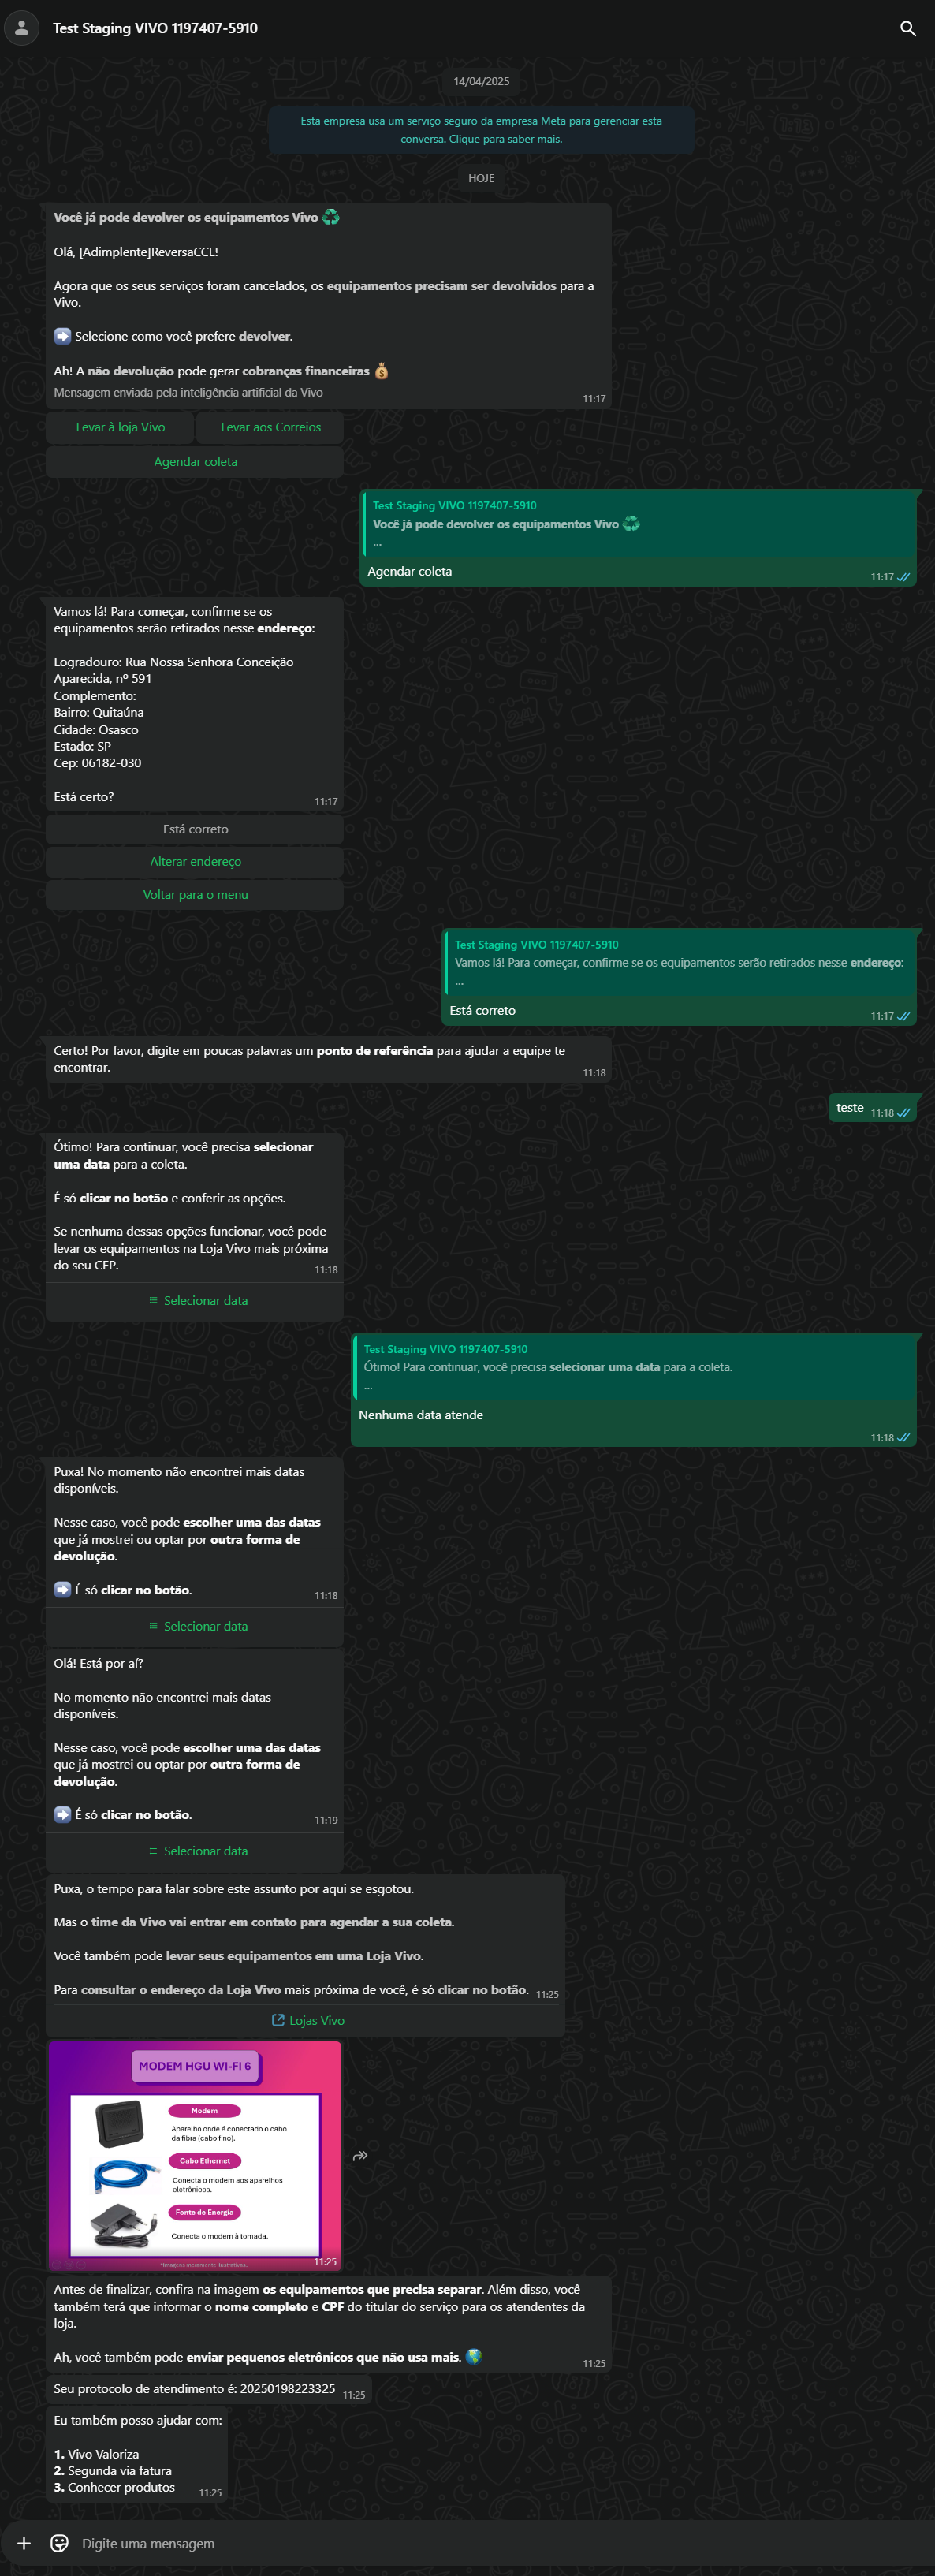 Test Staging VIVO 1197407-5910
14/04/2025
Esta empresa usa um serviço seguro da empresa Meta para gerenciar esta
conversa. Clique para saber mais.
HOJE
Você já pode devolver os equipamentos Vivo ♻️
Olá, [Adimplente]ReversaCCL!
Agora que os seus serviços foram cancelados, os equipamentos precisam ser devolvidos para a
Vivo.
➡️ Selecione como você prefere devolver.
Ah! A não devolução pode gerar cobranças financeiras 💰
Mensagem enviada pela inteligência artificial da Vivo
11:17
Levar à loja Vivo
Levar aos Correios
Agendar coleta
Test Staging VIVO 1197407-5910
Você já pode devolver os equipamentos Vivo ♻️
...
Agendar coleta
11:17
Vamos lá! Para começar, confirme se os
equipamentos serão retirados nesse endereço:
Logradouro: Rua Nossa Senhora Conceição
Aparecida, nº 591
Complemento:
Bairro: Quitaúna
Cidade: Osasco
Estado: SP
Cep: 06182-030
Está certo?
11:17
Está correto
Alterar endereço
Voltar para o menu
Test Staging VIVO 1197407-5910
Vamos lá! Para começar, confirme se os equipamentos serão retirados nesse endereço:
...
Está correto
11:17
Certo! Por favor, digite em poucas palavras um ponto de referência para ajudar a equipe te
encontrar.
11:18
teste 11:18
Ótimo! Para continuar, você precisa selecionar
uma data para a coleta.
É só clicar no botão e conferir as opções.
Se nenhuma dessas opções funcionar, você pode
levar os equipamentos na Loja Vivo mais próxima
do seu CEP.
11:18
Selecionar data
Test Staging VIVO 1197407-5910
Ótimo! Para continuar, você precisa selecionar uma data para a coleta.
...
Nenhuma data atende
11:18
Puxa! No momento não encontrei mais datas
disponíveis.
Nesse caso, você pode escolher uma das datas
que já mostrei ou optar por outra forma de
devolução.
➡️ É só clicar no botão.
11:18
Selecionar data
Olá! Está por aí?
No momento não encontrei mais datas
disponíveis.
Nesse caso, você pode escolher uma das datas
que já mostrei ou optar por outra forma de
devolução.
➡️ É só clicar no botão.
11:19
Selecionar data
Puxa, o tempo para falar sobre este assunto por aqui se esgotou.
Mas o time da Vivo vai entrar em contato para agendar a sua coleta.
Você também pode levar seus equipamentos em uma Loja Vivo.
Para consultar o endereço da Loja Vivo mais próxima de você, é só clicar no botão. 11:25
Lojas Vivo
MODEM HGU WI-FI 6
Modem
Aparelho onde é conectado o cabo
da fibra (cabo fino).
Cabo Ethernet
Conecta o modem aos aparelhos
eletrônicos.
Fonte de Energia
Conecta o modem à tomada.
*Imagens meramente ilustrativas.
11:25
Antes de finalizar, confira na imagem os equipamentos que precisa separar. Além disso, você
também terá que informar o nome completo e CPF do titular do serviço para os atendentes da
loja.
Ah, você também pode enviar pequenos eletrônicos que não usa mais. 🌎
11:25
Seu protocolo de atendimento é: 20250198223325 11:25
Eu também posso ajudar com:
1. Vivo Valoriza
2. Segunda via fatura
3. Conhecer produtos
11:25
Digite uma mensagem